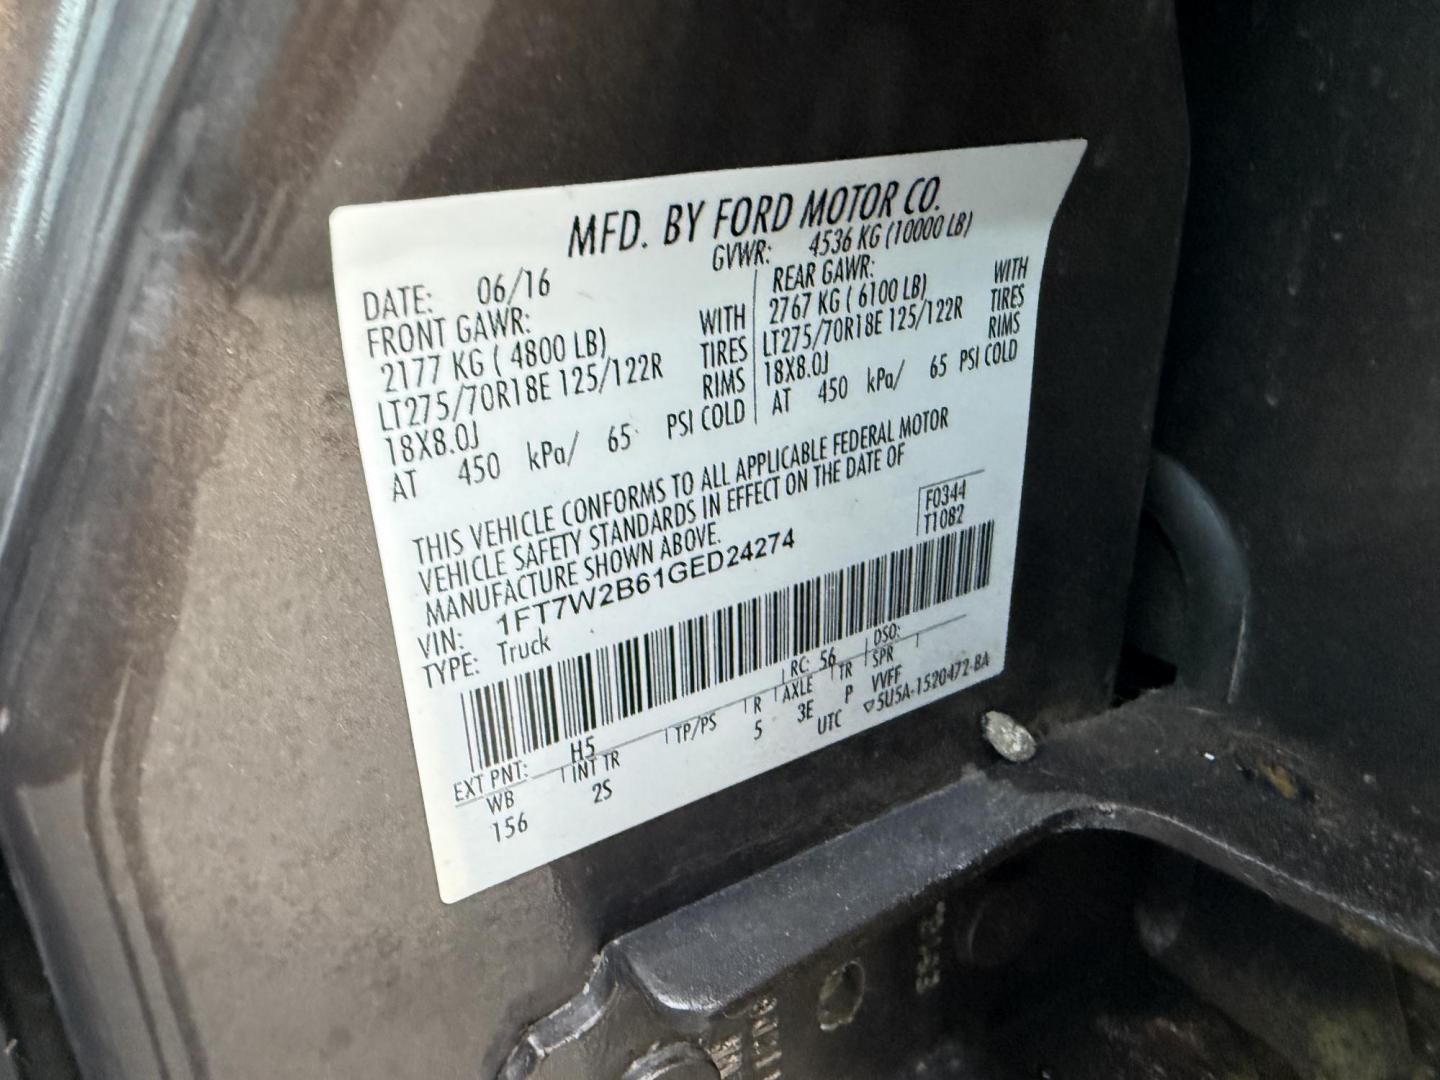 MFD. BY FORD MOTOR CO.
DATE: 06/16
GVWR: 4536 KG (10000 LB)
FRONT GAWR:
2177 KG ( 4800 LB) WITH
LT275/70R18E 125/122R TIRES
18X8.0J RIMS
AT 450 kPa/ 65 PSI COLD
REAR GAWR:
2767 KG ( 6100 LB) WITH
LT275/70R18E 125/122R TIRES
18X8.0J RIMS
AT 450 kPa/ 65 PSI COLD
THIS VEHICLE CONFORMS TO ALL APPLICABLE FEDERAL MOTOR
VEHICLE SAFETY STANDARDS IN EFFECT ON THE DATE OF
MANUFACTURE SHOWN ABOVE.
VIN: 1FT7W2B61GED24274
TYPE: Truck
F0344
T1082
EXT PNT: H5 RC: 56 DSO:
WB INT TR TP/PS R AXLE TR SPR
156 2S 5 3E P VVFF
UTC ▽5U5A-1520472-BA